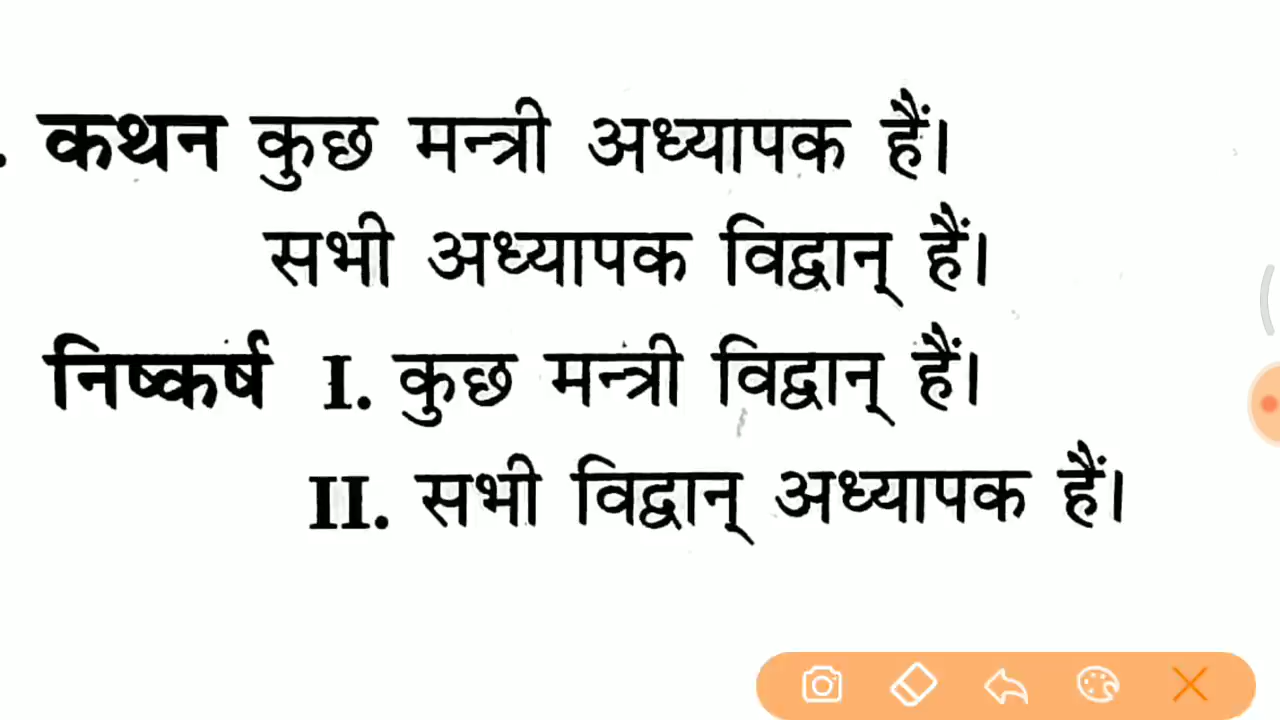 . कथन कुछ मन्त्री अध्यापक हैं।
सभी अध्यापक विद्वान् हैं।
निष्कर्ष I. कुछ मन्त्री विद्वान् हैं।
II. सभी विद्वान् अध्यापक हैं।